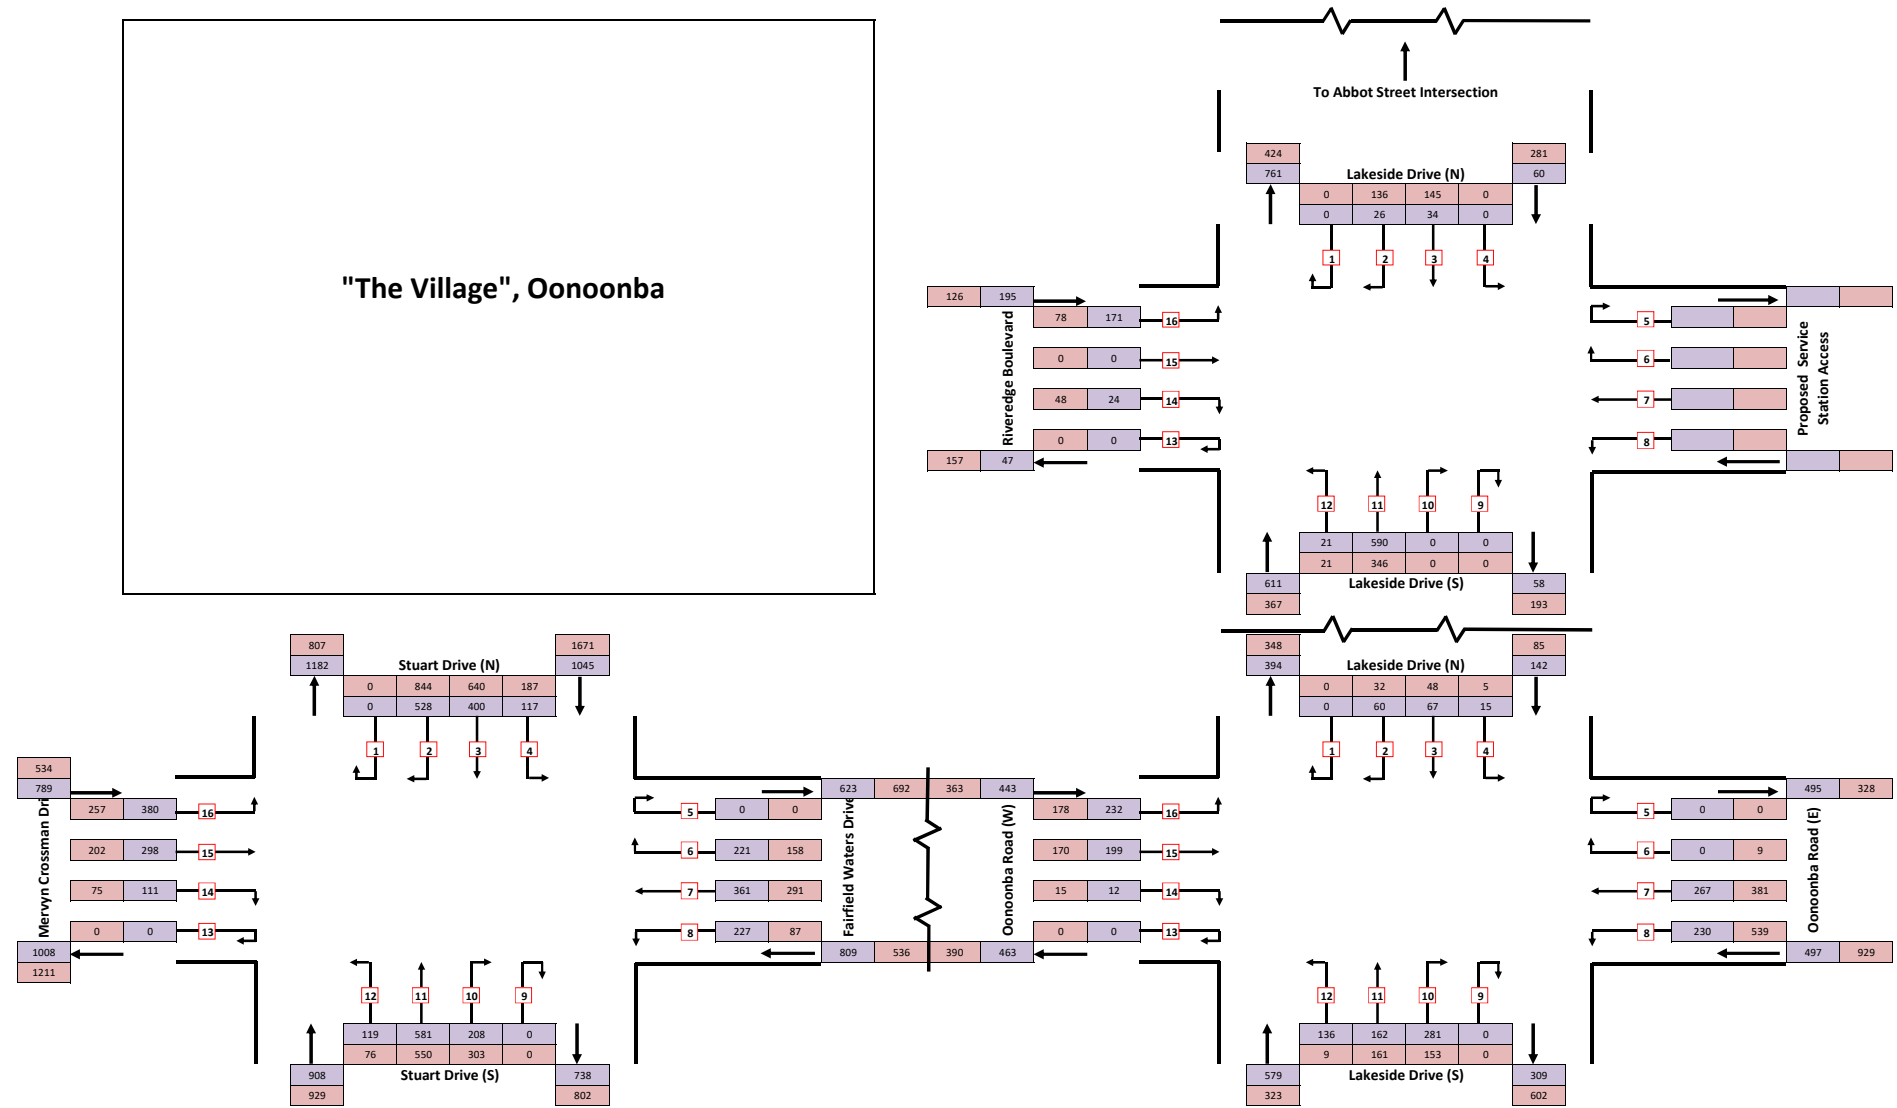 To Abbot Street Intersection
"The Village", Oonoonba
424 281
761 Lakeside Drive (N) 60
0 136 145 0
0 26 34 0
1 2 3 4
126 195
Riveredge Boulevard
78 171 16
0 0 15
48 24 14
0 0 13
157 47
5
6
7
8
Proposed Service
Station Access
12 11 10 9
21 590 0 0
21 346 0 0
611 Lakeside Drive (S) 58
367 193
807 1671
1182 Stuart Drive (N) 1045
0 844 640 187
0 528 400 117
1 2 3 4
534
789
Mervyn Crossman Dri
257 380 16
202 298 15
75 111 14
0 0 13
1008
1211
5 0 0
6 221 158
7 361 291
8 227 87
623 692 363 443
Fairfield Waters Drive
809 536 390 463
12 11 10 9
119 581 208 0
76 550 303 0
908 Stuart Drive (S) 738
929 802
348 85
394 Lakeside Drive (N) 142
0 32 48 5
0 60 67 15
1 2 3 4
Oonoonba Road (W)
178 232 16
170 199 15
15 12 14
0 0 13
495 328
5 0 0
6 0 9
7 267 381
8 230 539
Oonoonba Road (E)
497 929
12 11 10 9
136 162 281 0
9 161 153 0
579 Lakeside Drive (S) 309
323 602